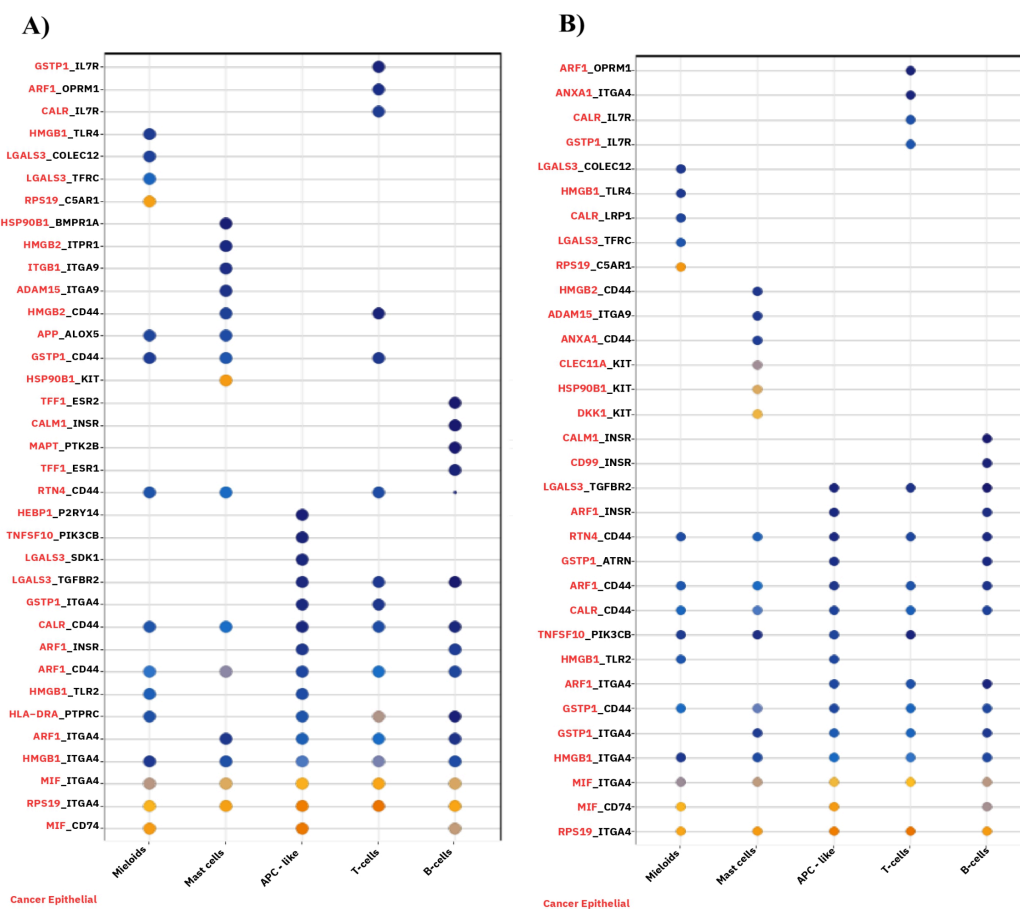 A)
GSTP1_IL7R
ARF1_OPRM1
CALR_IL7R
HMGB1_TLR4
LGALS3_COLEC12
LGALS3_TFRC
RPS19_C5AR1
HSP90B1_BMPR1A
HMGB2_ITPR1
ITGB1_ITGA9
ADAM15_ITGA9
HMGB2_CD44
APP_ALOX5
GSTP1_CD44
HSP90B1_KIT
TFF1_ESR2
CALM1_INSR
MAPT_PTK2B
TFF1_ESR1
RTN4_CD44
HEBP1_P2RY14
TNFSF10_PIK3CB
LGALS3_SDK1
LGALS3_TGFBR2
GSTP1_ITGA4
CALR_CD44
ARF1_INSR
ARF1_CD44
HMGB1_TLR2
HLA-DRA_PTPRC
ARF1_ITGA4
HMGB1_ITGA4
MIF_ITGA4
RPS19_ITGA4
MIF_CD74
Mieloids
Mast cells
APC - like
T-cells
B-cells
Cancer Epithelial
B)
ARF1_OPRM1
ANXA1_ITGA4
CALR_IL7R
GSTP1_IL7R
LGALS3_COLEC12
HMGB1_TLR4
CALR_LRP1
LGALS3_TFRC
RPS19_C5AR1
HMGB2_CD44
ADAM15_ITGA9
ANXA1_CD44
CLEC11A_KIT
HSP90B1_KIT
DKK1_KIT
CALM1_INSR
CD99_INSR
LGALS3_TGFBR2
ARF1_INSR
RTN4_CD44
GSTP1_ATRN
ARF1_CD44
CALR_CD44
TNFSF10_PIK3CB
HMGB1_TLR2
ARF1_ITGA4
GSTP1_CD44
GSTP1_ITGA4
HMGB1_ITGA4
MIF_ITGA4
MIF_CD74
RPS19_ITGA4
Mieloids
Mast cells
APC - like
T-cells
B-cells
Cancer Epithelial